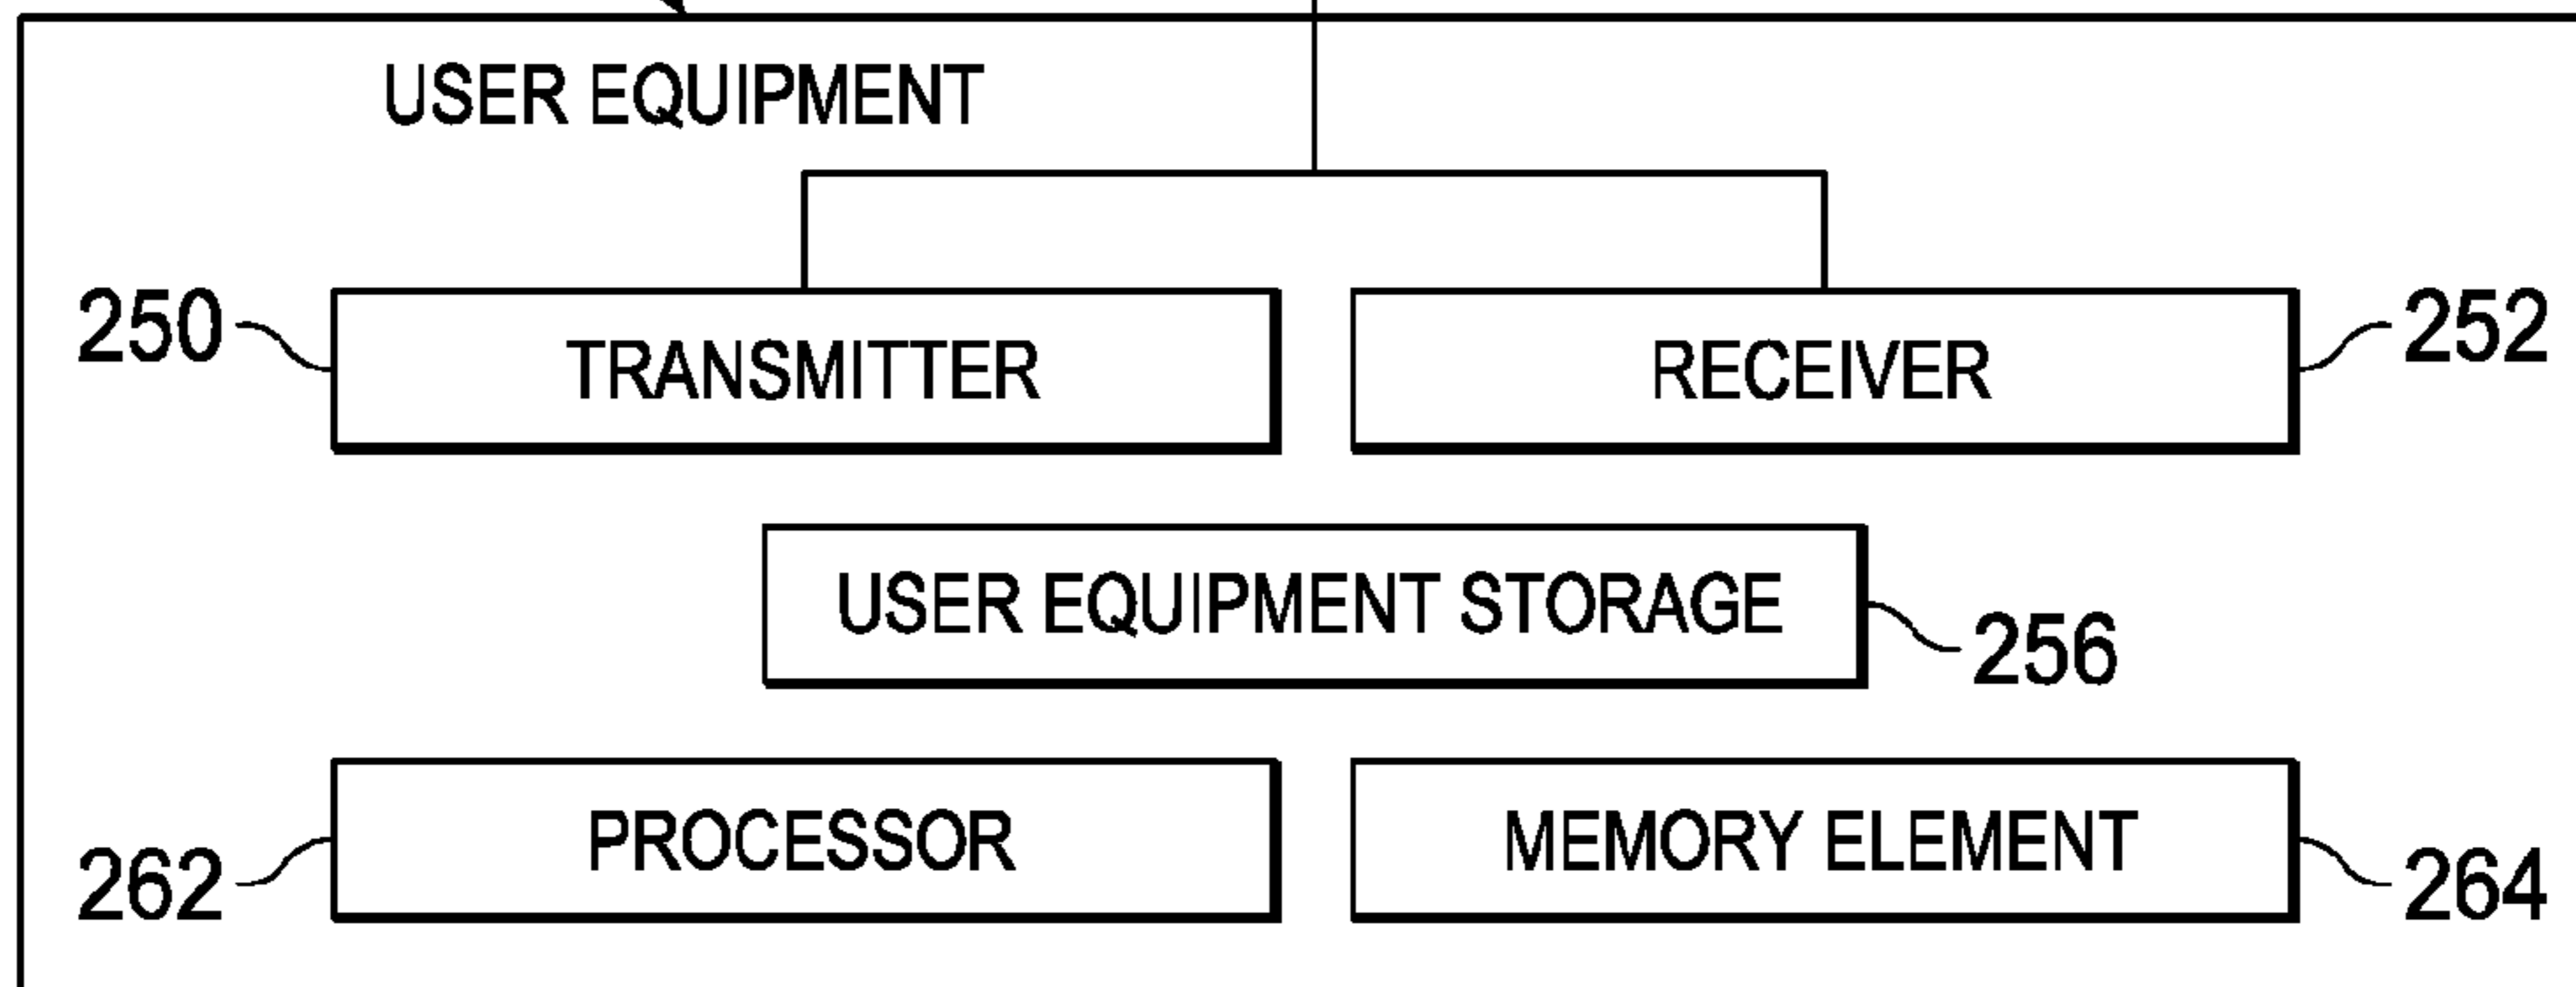 USER EQUIPMENT
250 TRANSMITTER RECEIVER 252
USER EQUIPMENT STORAGE 256
262 PROCESSOR MEMORY ELEMENT 264